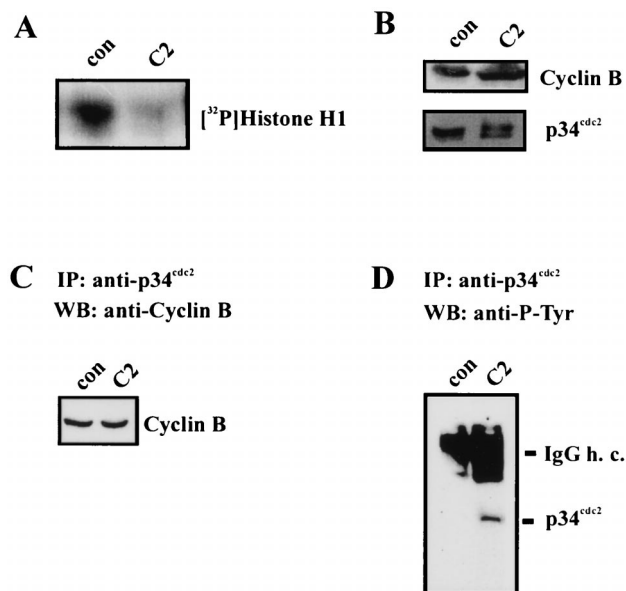 A
con C2
[³²P]Histone H1
B
con C2
Cyclin B
p34ᶜᵈᶜ²
C
IP: anti-p34ᶜᵈᶜ²
WB: anti-Cyclin B
con C2
Cyclin B
D
IP: anti-p34ᶜᵈᶜ²
WB: anti-P-Tyr
con C2
IgG h. c.
p34ᶜᵈᶜ²